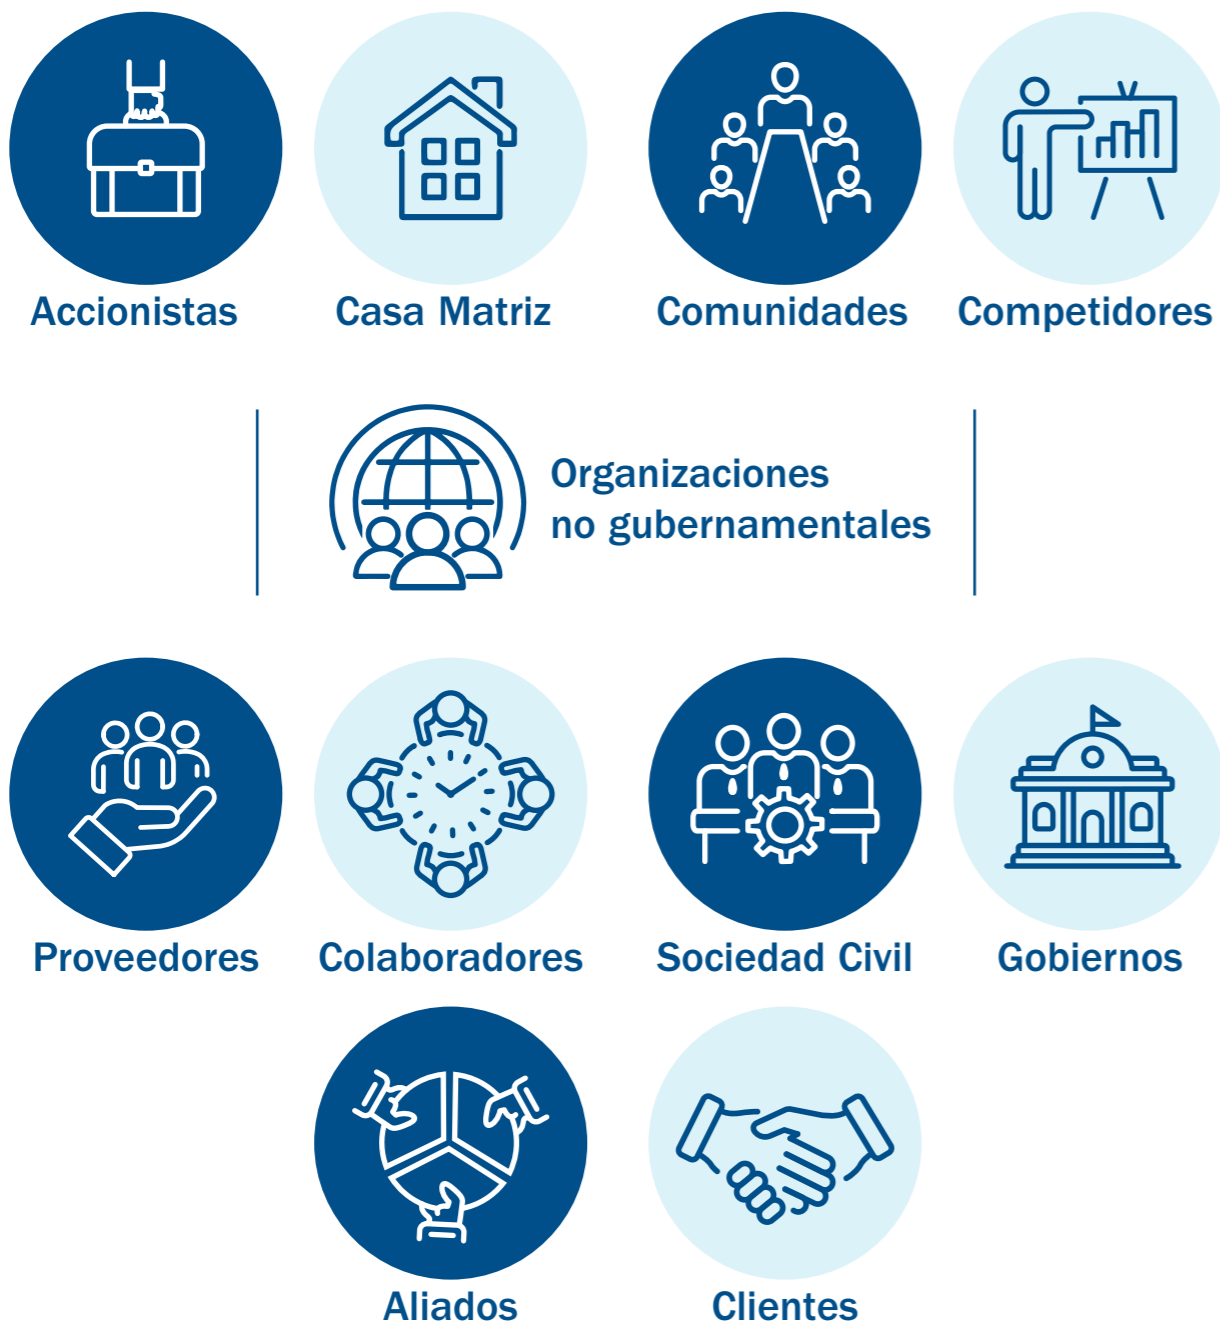 Accionistas
Casa Matriz
Comunidades
Competidores
Organizaciones
no gubernamentales
Proveedores
Colaboradores
Sociedad Civil
Gobiernos
Aliados
Clientes